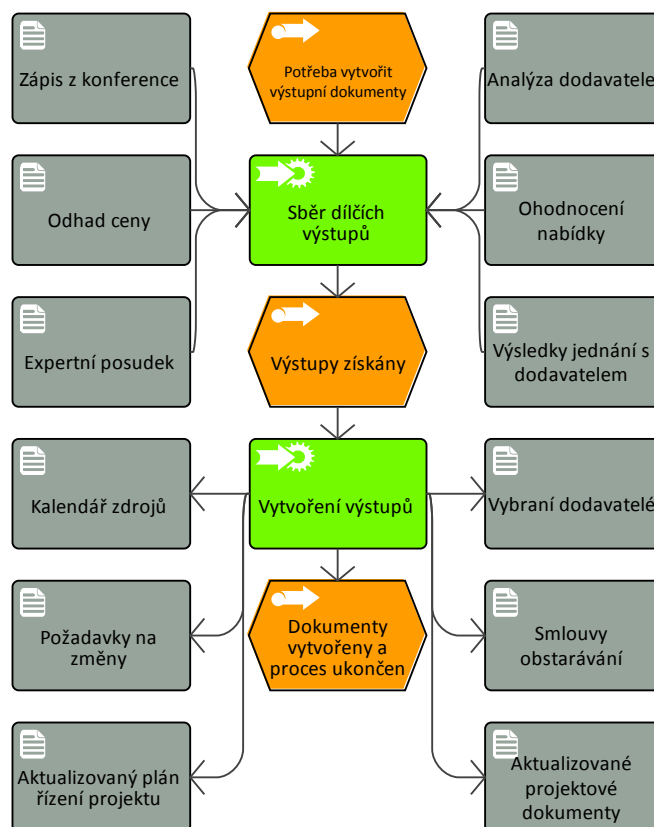 Zápis z konference
Potřeba vytvořit
výstupní dokumenty
Analýza dodavatele
Odhad ceny
Sběr dílčích
výstupů
Ohodnocení
nabídky
Expertní posudek
Výstupy získány
Výsledky jednání s
dodavatelem
Kalendář zdrojů
Vytvoření výstupů
Vybraní dodavatelé
Požadavky na
změny
Dokumenty
vytvořeny a
proces ukončen
Smlouvy
obstarávání
Aktualizovaný plán
řízení projektu
Aktualizované
projektové
dokumenty